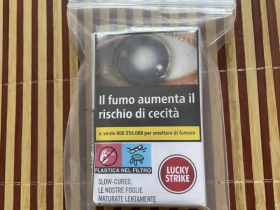 Il fumo aumenta il
rischio di cecità
v. verde 800.554.088 per smettere di fumare
PLASTICA NEL FILTRO
LUCKY
STRIKE
SLOW-CURED.
LE NOSTRE FOGLIE
MATURATE LENTAMENTE